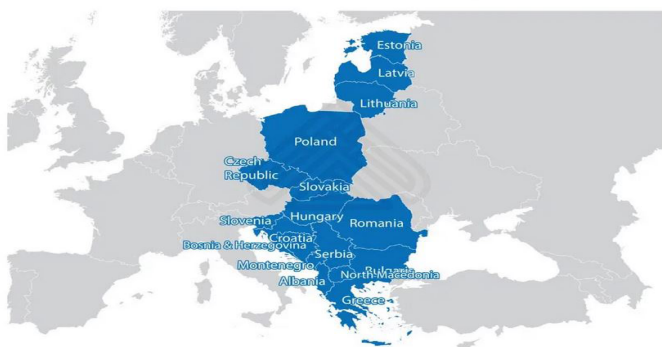 Estonia
Latvia
Lithuania
Poland
Czech
Republic
Slovakia
Hungary
Romania
Slovenia
Croatia
Bosnia & Herzegovina
Serbia
Montenegro
Bulgaria
North Macedonia
Albania
Greece